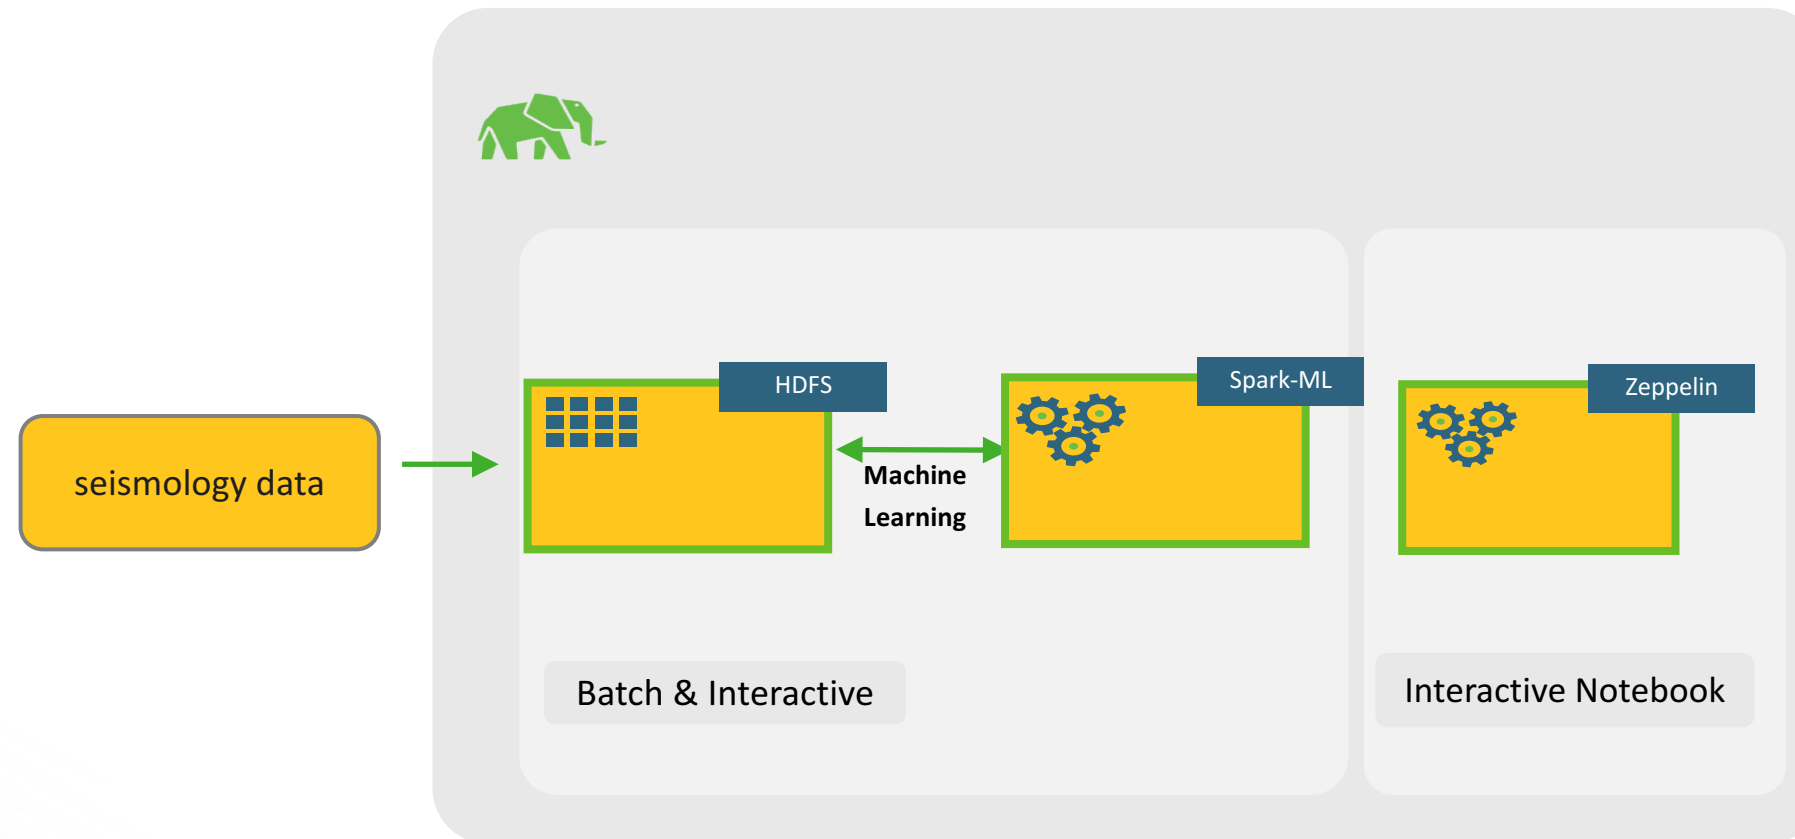 seismology data
HDFS
Machine
Learning
Spark-ML
Zeppelin
Batch & Interactive
Interactive Notebook